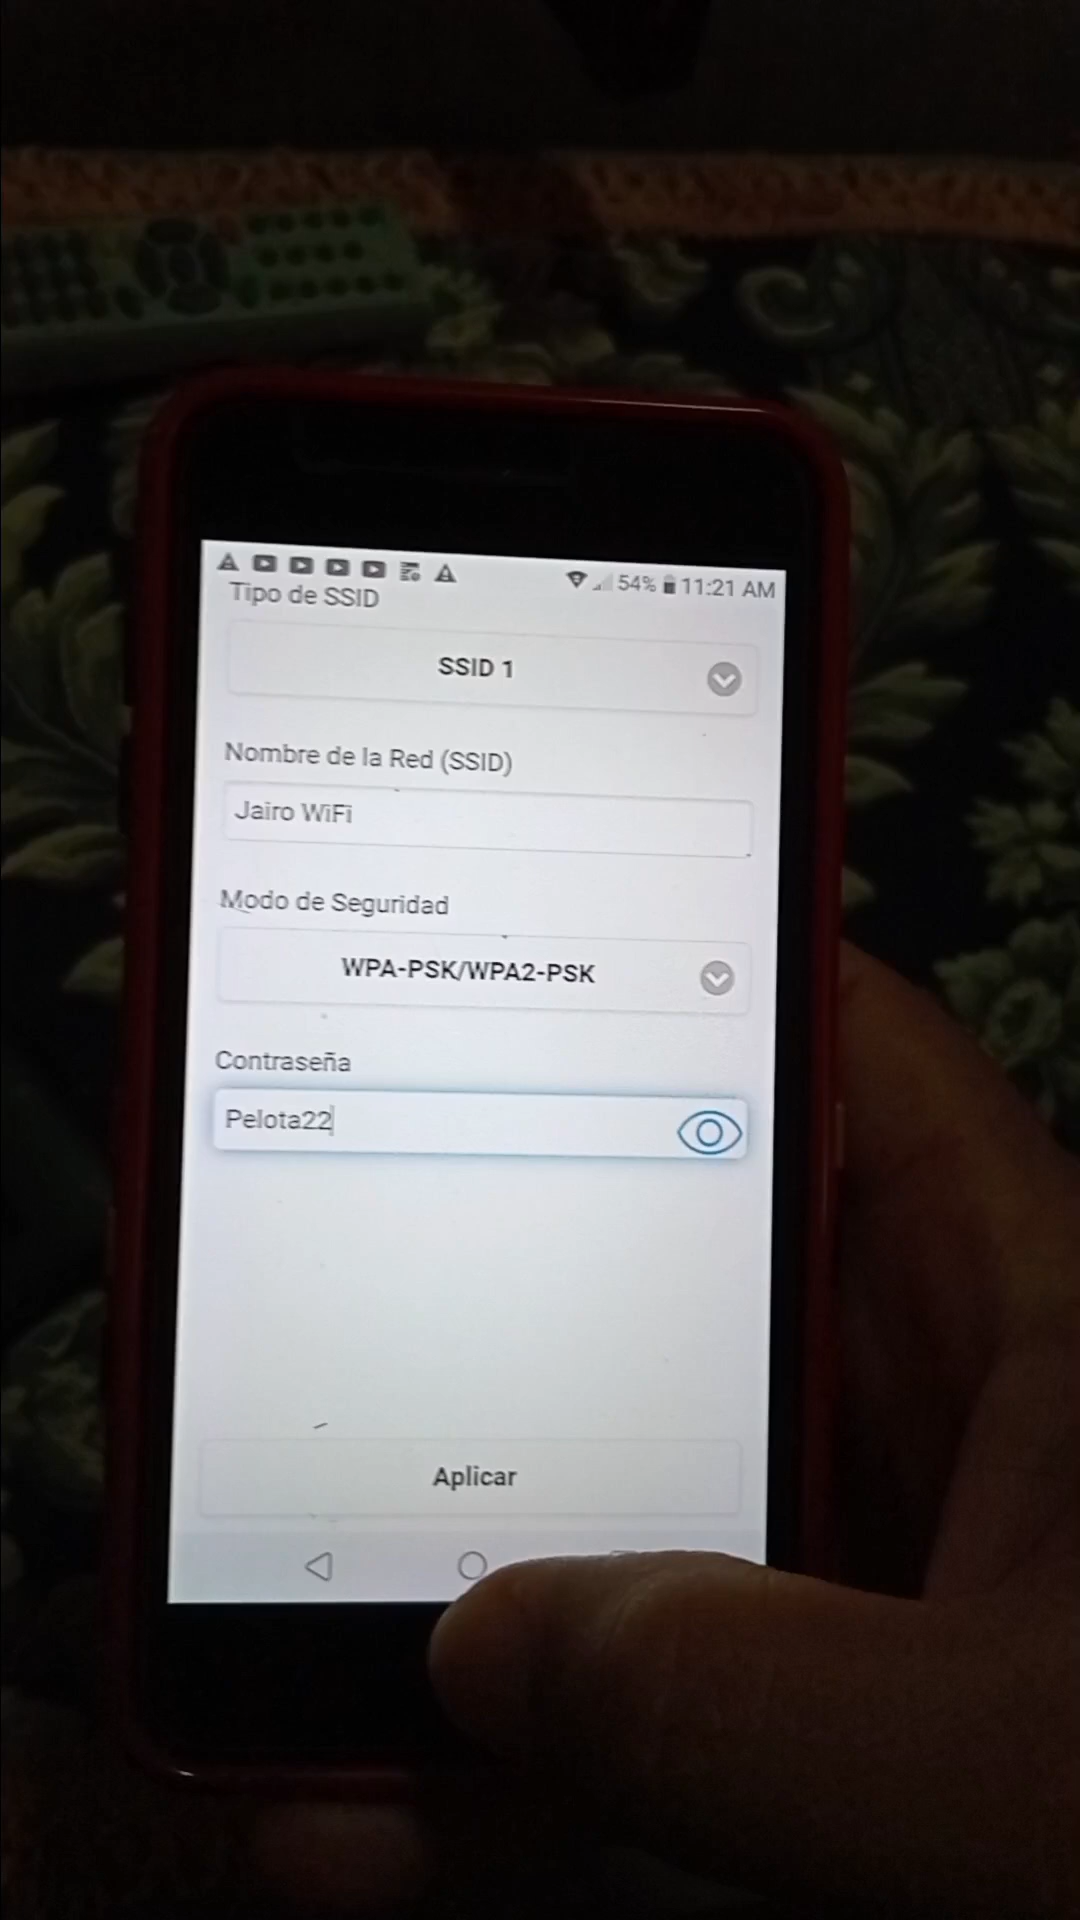 54% 11:21 AM
Tipo de SSID
SSID 1
Nombre de la Red (SSID)
Jairo WiFi
Modo de Seguridad
WPA-PSK/WPA2-PSK
Contraseña
Pelota22
Aplicar